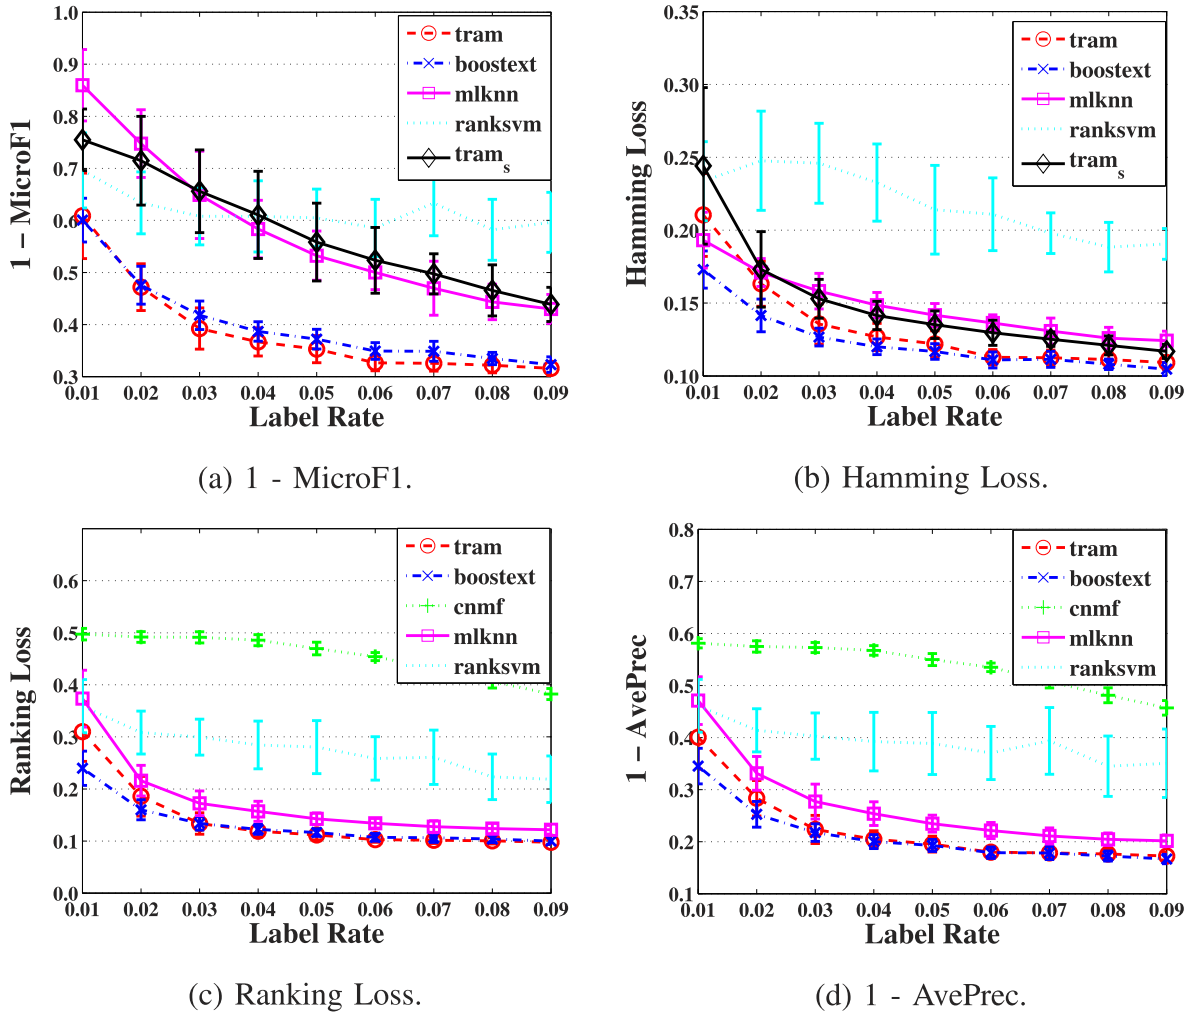 1.0
0.9
0.8
0.7
0.6
0.5
0.4
0.3
0.01 0.02 0.03 0.04 0.05 0.06 0.07 0.08 0.09
Label Rate
1 − MicroF1
tram
boostext
mlknn
ranksvm
tram_s
(a) 1 - MicroF1.
0.35
0.30
0.25
0.20
0.15
0.10
0.01 0.02 0.03 0.04 0.05 0.06 0.07 0.08 0.09
Label Rate
Hamming Loss
tram
boostext
mlknn
ranksvm
tram_s
(b) Hamming Loss.
0.6
0.5
0.4
0.3
0.2
0.1
0.0
0.01 0.02 0.03 0.04 0.05 0.06 0.07 0.08 0.09
Label Rate
Ranking Loss
tram
boostext
cnmf
mlknn
ranksvm
(c) Ranking Loss.
0.8
0.7
0.6
0.5
0.4
0.3
0.2
0.1
0.01 0.02 0.03 0.04 0.05 0.06 0.07 0.08 0.09
Label Rate
1 − AvePrec
tram
boostext
cnmf
mlknn
ranksvm
(d) 1 - AvePrec.